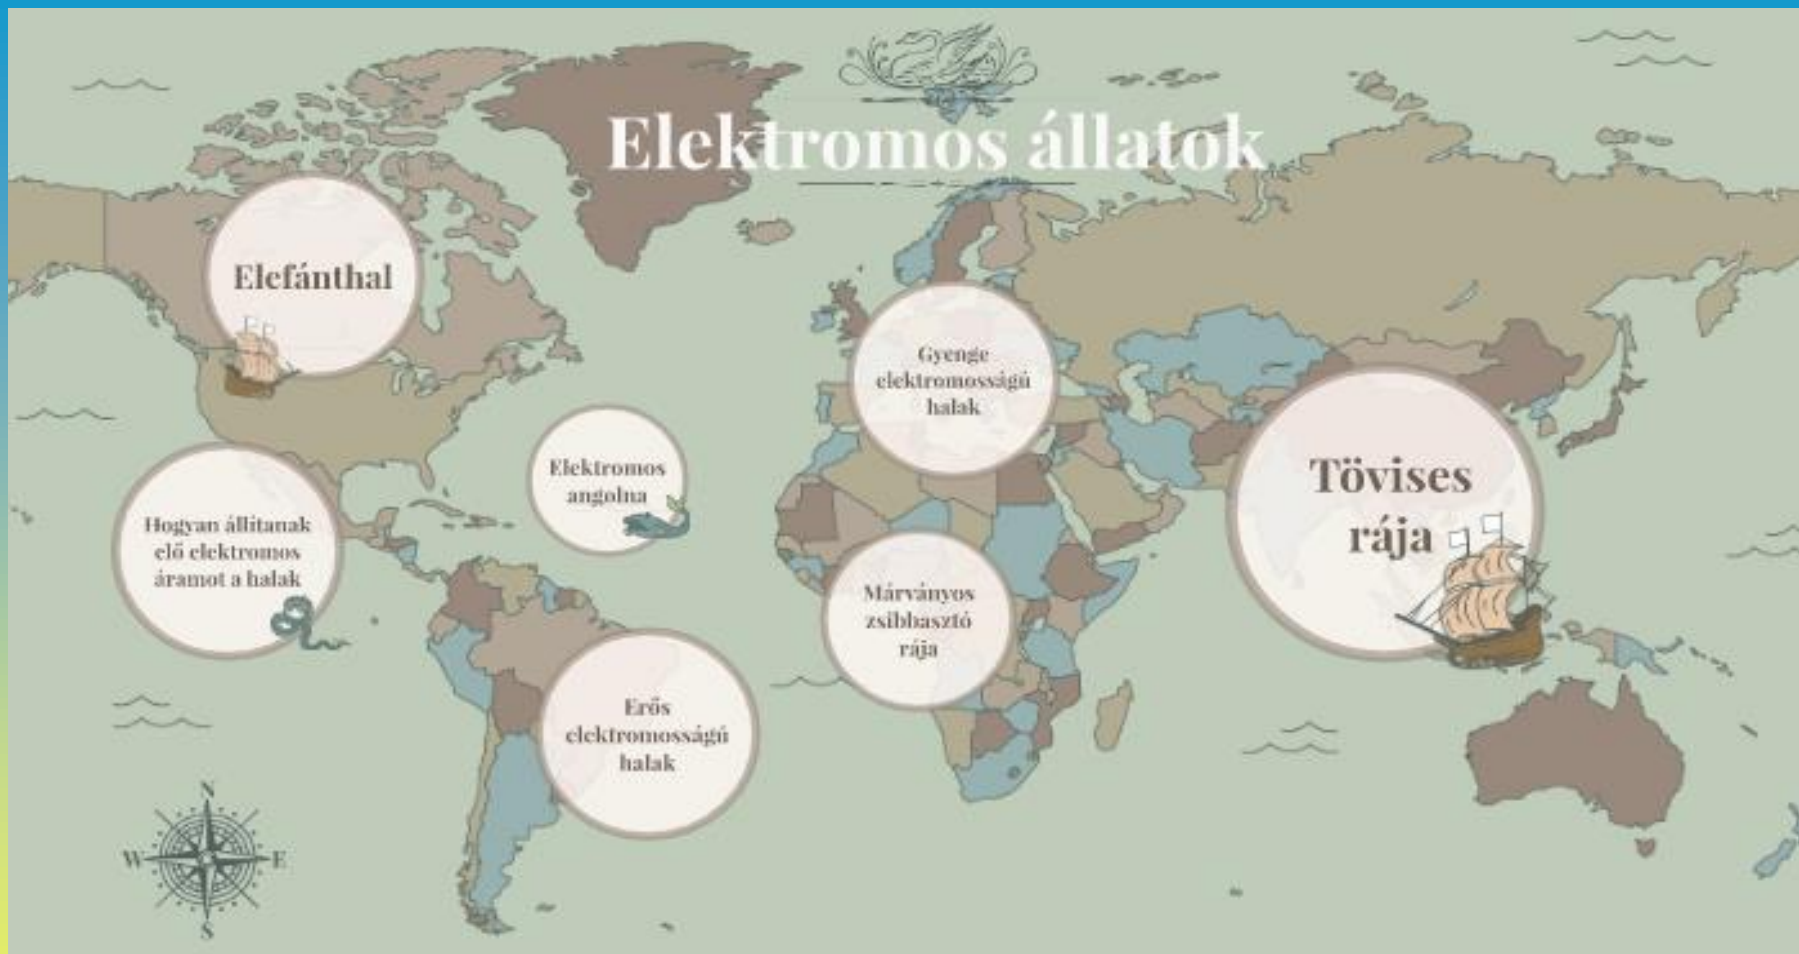 Elektromos állatok
Elefánthal
Gyenge
elektromosságú
halak
Tövises
rája
Elektromos
angolna
Hogyan állítanak
elő elektromos
áramot a halak
Márványos
zsibbasztó
rája
Erős
elektromosságú
halak
N
W
E
S